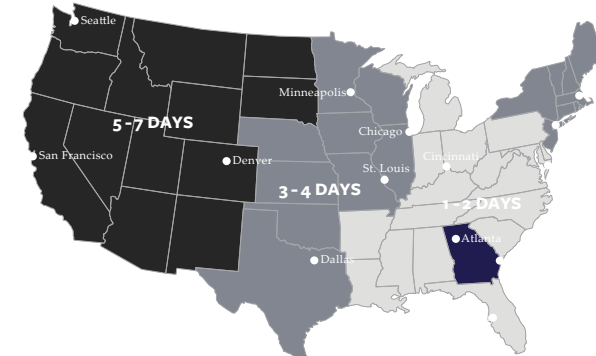 Seattle
Minneapolis
5-7 DAYS
Chicago
San Francisco
Denver
Cincinnati
St. Louis
3-4 DAYS
1-2 DAYS
Atlanta
Dallas